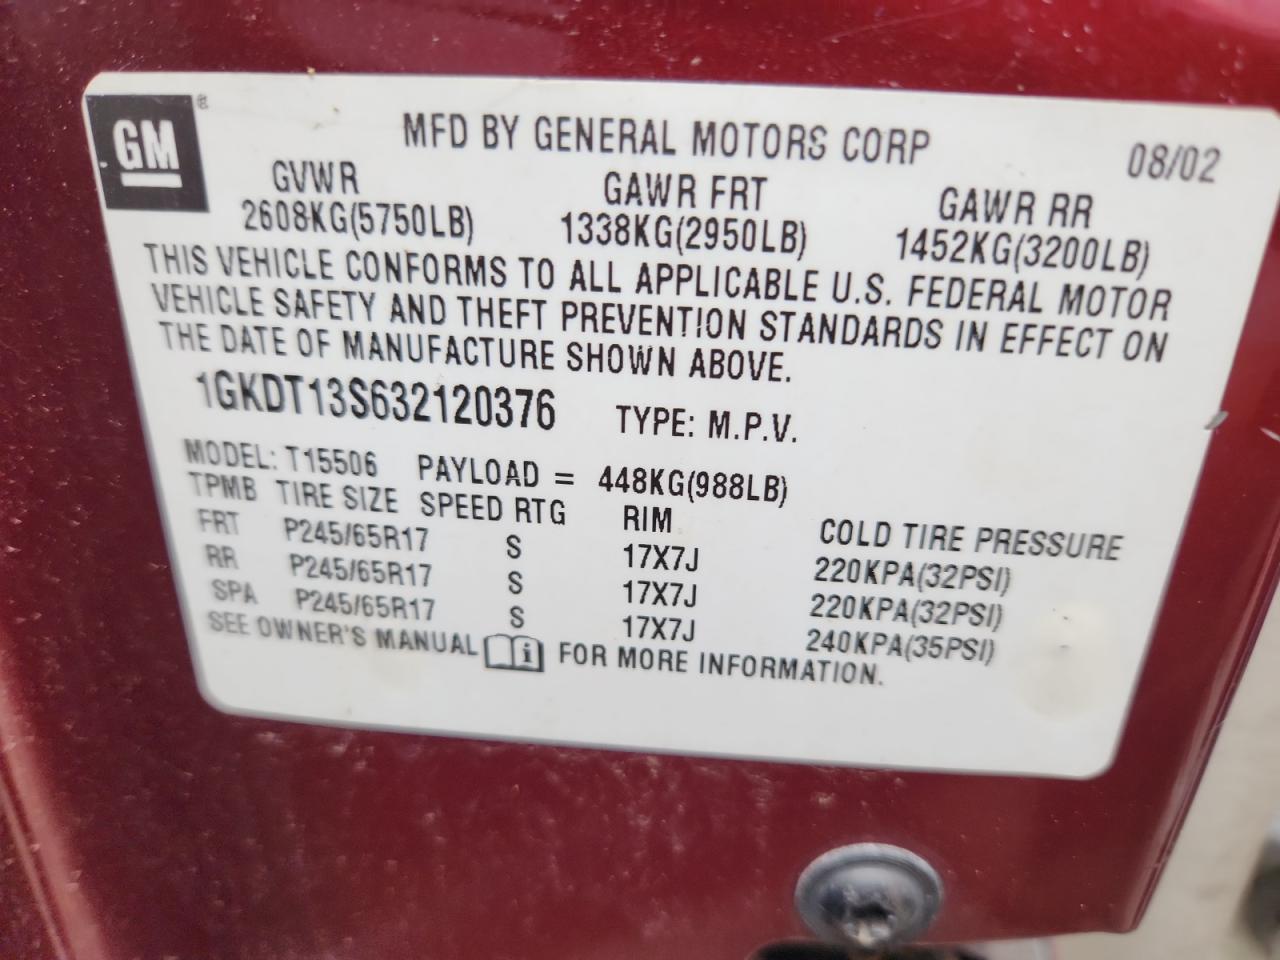 GM ®
MFD BY GENERAL MOTORS CORP 08/02
GVWR GAWR FRT GAWR RR
2608KG(5750LB) 1338KG(2950LB) 1452KG(3200LB)
THIS VEHICLE CONFORMS TO ALL APPLICABLE U.S. FEDERAL MOTOR
VEHICLE SAFETY AND THEFT PREVENTION STANDARDS IN EFFECT ON
THE DATE OF MANUFACTURE SHOWN ABOVE.
1GKDT13S632120376 TYPE: M.P.V.
MODEL: T15506 PAYLOAD = 448KG(988LB)
TPMB TIRE SIZE SPEED RTG RIM COLD TIRE PRESSURE
FRT P245/65R17 S 17X7J 220KPA(32PSI)
RR P245/65R17 S 17X7J 220KPA(32PSI)
SPA P245/65R17 S 17X7J 240KPA(35PSI)
SEE OWNER'S MANUAL i FOR MORE INFORMATION.